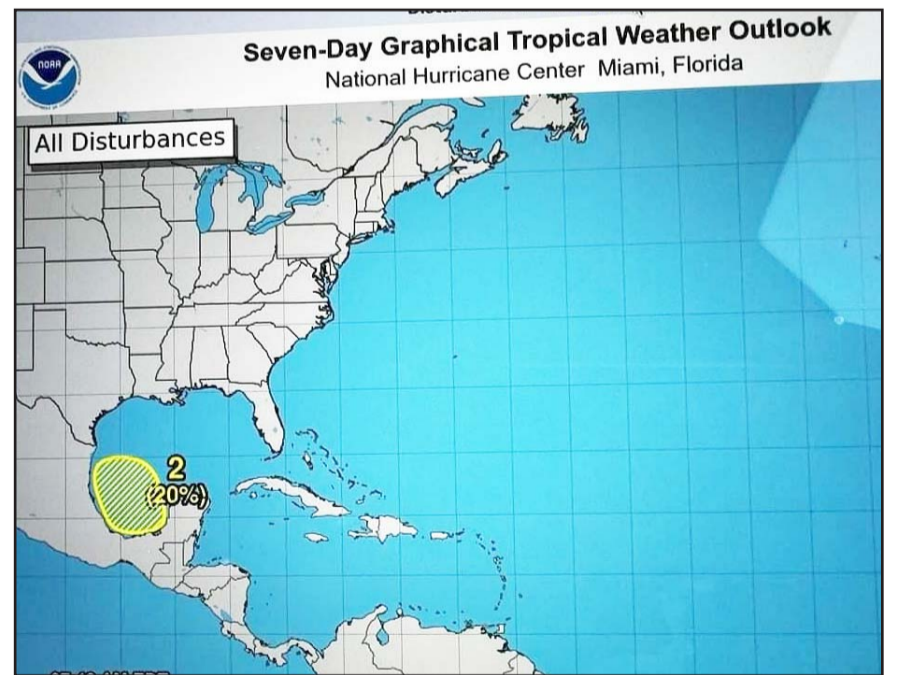 Seven-Day Graphical Tropical Weather Outlook
National Hurricane Center Miami, Florida
NOAA
All Disturbances
2
(20%)